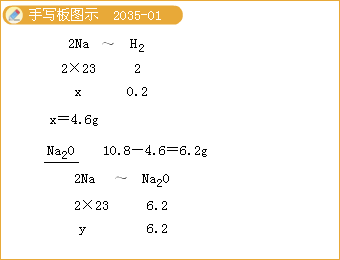 手写板图示 2035-01
2Na ~ H₂
2×23 2
x 0.2
x=4.6g
Na₂O 10.8-4.6=6.2g
2Na ~ Na₂O
2×23 6.2
y 6.2